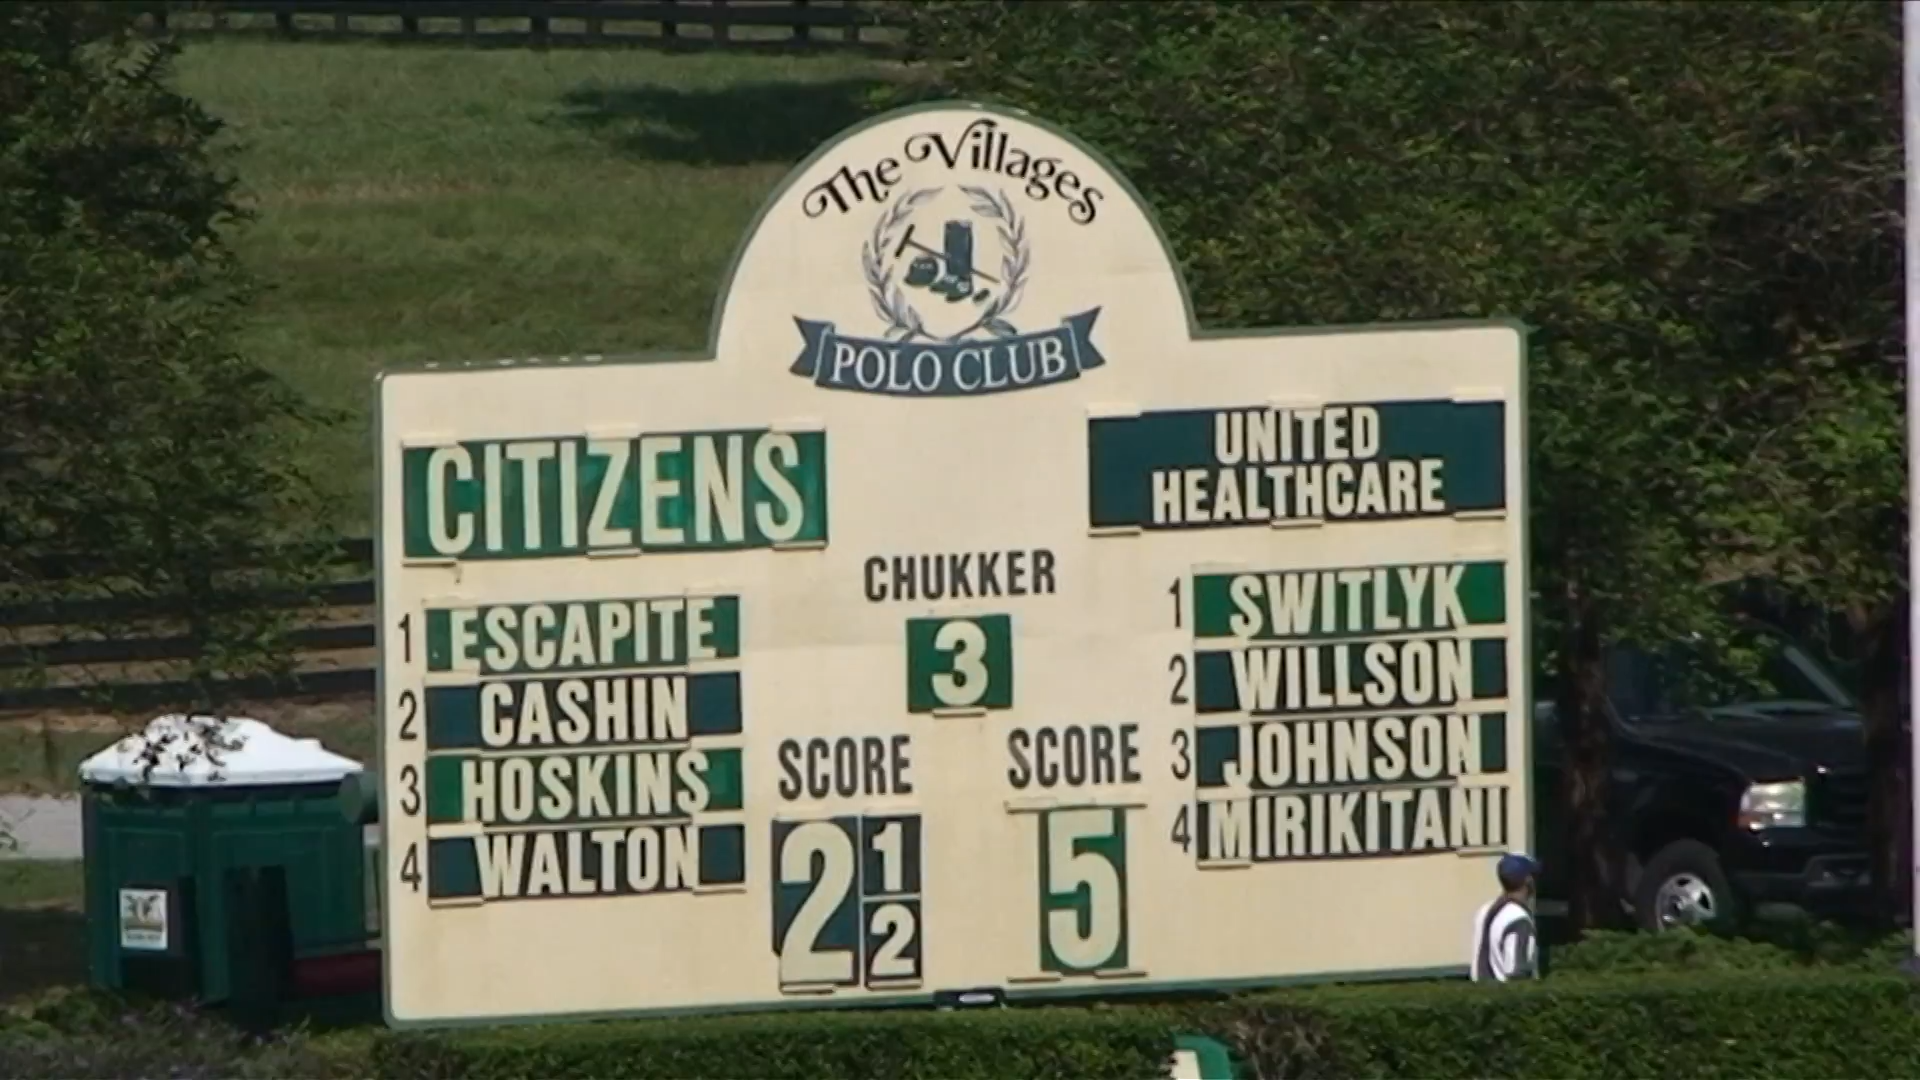 The Villages
POLO CLUB
CITIZENS
UNITED
HEALTHCARE
CHUKKER
3
1 ESCAPITE
2 CASHIN
3 HOSKINS
4 WALTON
1 SWITLYK
2 WILLSON
3 JOHNSON
4 MIRIKITANI
SCORE
2 1/2
SCORE
5